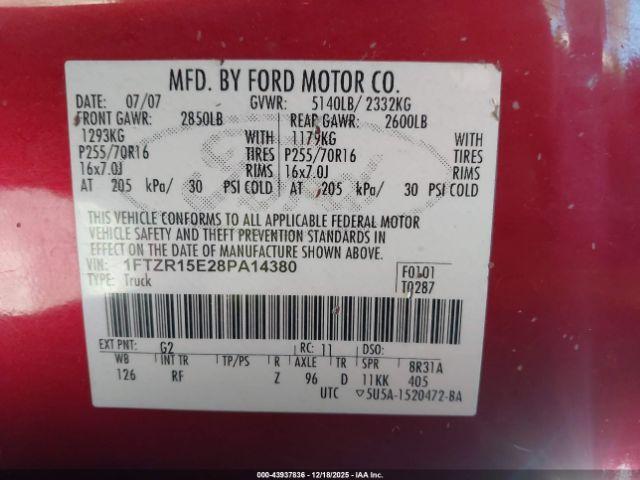 MFD. BY FORD MOTOR CO.
DATE: 07/07 GVWR: 5140LB/ 2332KG
FRONT GAWR: 2850LB REAR GAWR: 2600LB
1293KG WITH 1179KG WITH
P255/70R16 TIRES P255/70R16 TIRES
16x7.0J RIMS 16x7.0J RIMS
AT 205 kPa/ 30 PSI COLD AT 205 kPa/ 30 PSI COLD
THIS VEHICLE CONFORMS TO ALL APPLICABLE FEDERAL MOTOR
VEHICLE SAFETY AND THEFT PREVENTION STANDARDS IN
EFFECT ON THE DATE OF MANUFACTURE SHOWN ABOVE.
VIN: 1FTZR15E28PA14380 F0101
TYPE: Truck T0287
EXT PNT: G2 RC: 11 DSO:
WB INT TR TP/PS R AXLE TR SPR 8R31A
126 RF Z 96 D 11KK 405
UTC ▽5U5A-1520472-BA
000-43937836 - 12/18/2025 - IAA Inc.